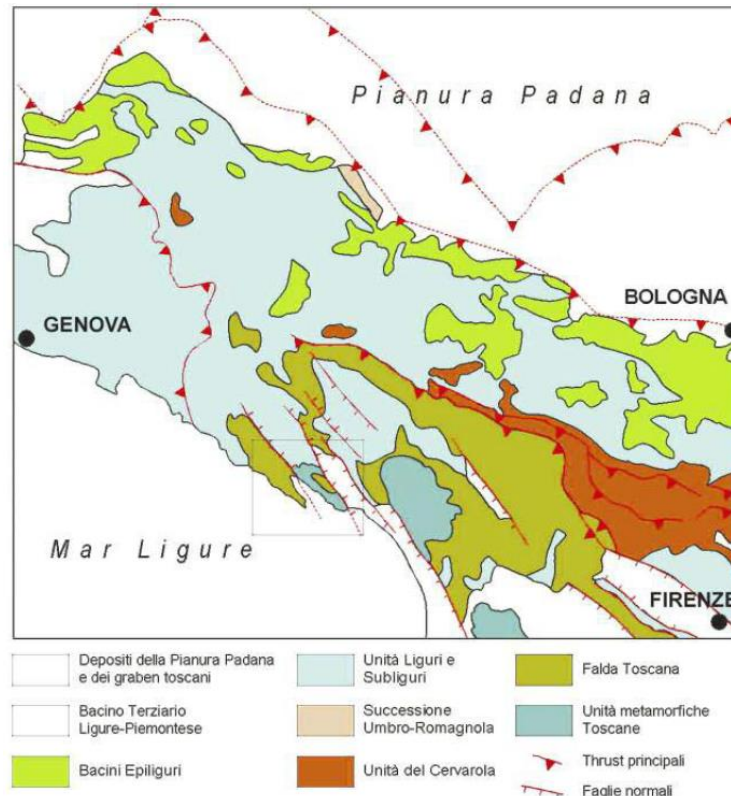 Pianura Padana
BOLOGNA
GENOVA
Mar Ligure
FIRENZE
Depositi della Pianura Padana
e dei graben toscani
Bacino Terziario
Ligure-Piemontese
Bacini Epiliguri
Unità Liguri e
Subliguri
Successione
Umbro-Romagnola
Unità del Cervarola
Falda Toscana
Unità metamorfiche
Toscane
Thrust principali
Faglie normali